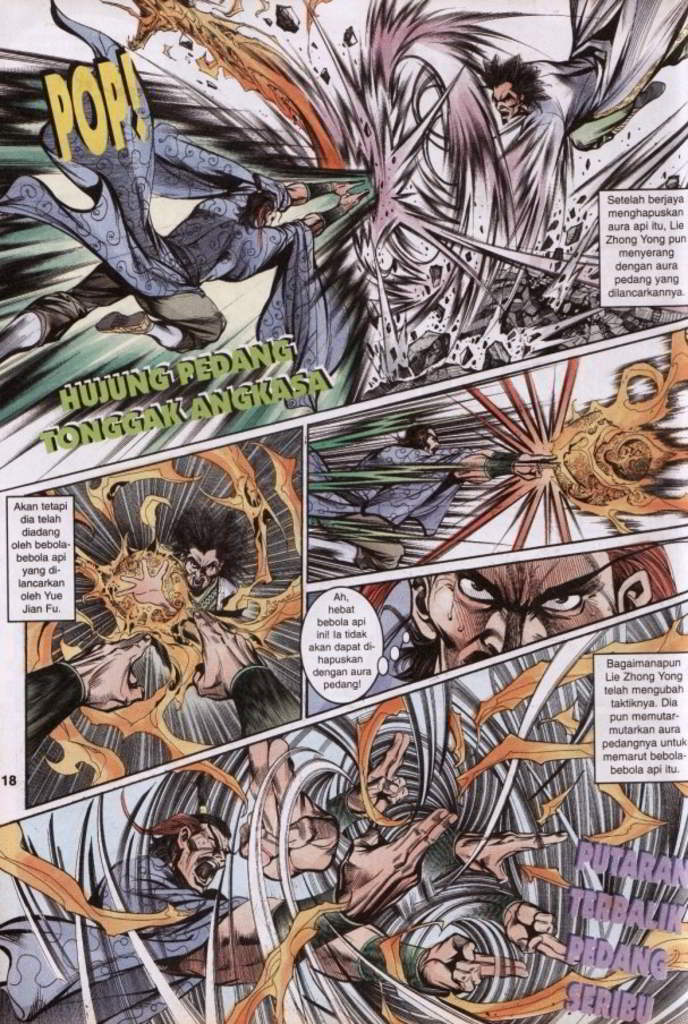 POP!
Setelah berjaya
menghapuskan
aura api itu, Lie
Zhong Yong pun
menyerang
dengan aura
pedang yang
dilancarkannya.
HUJUNG PEDANG
TONGGAK ANGKASA
Akan tetapi
dia telah
diadang
oleh bebola-
bebola api
yang di-
lancarkan
oleh Yue
Jian Fu.
Ah,
hebat
bebola api
ini! Ia tidak
akan dapat di-
hapuskan
dengan aura
pedang!
Bagaimanapun
Lie Zhong Yong
telah mengubah
taktiknya. Dia
pun memutar-
mutarkan aura
pedangnya untuk
memarut bebola-
bebola api itu.
18
PUTARAN
TERBALIK
PEDANG
SERIBU